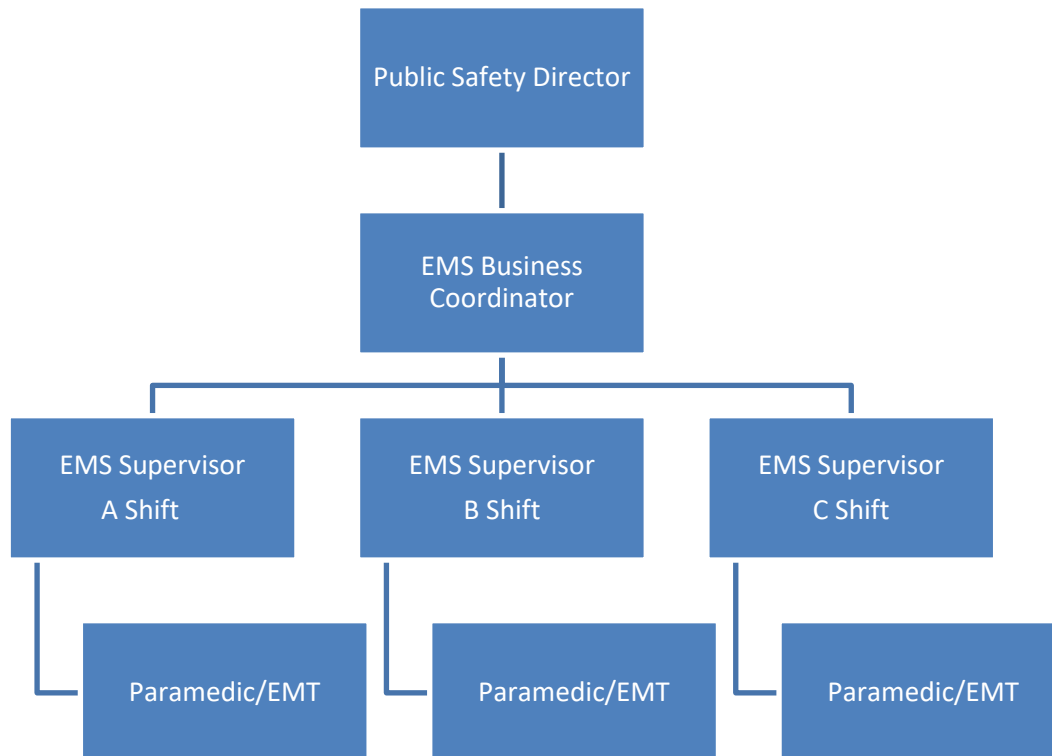 Public Safety Director
EMS Business
Coordinator
EMS Supervisor
A Shift
EMS Supervisor
B Shift
EMS Supervisor
C Shift
Paramedic/EMT
Paramedic/EMT
Paramedic/EMT